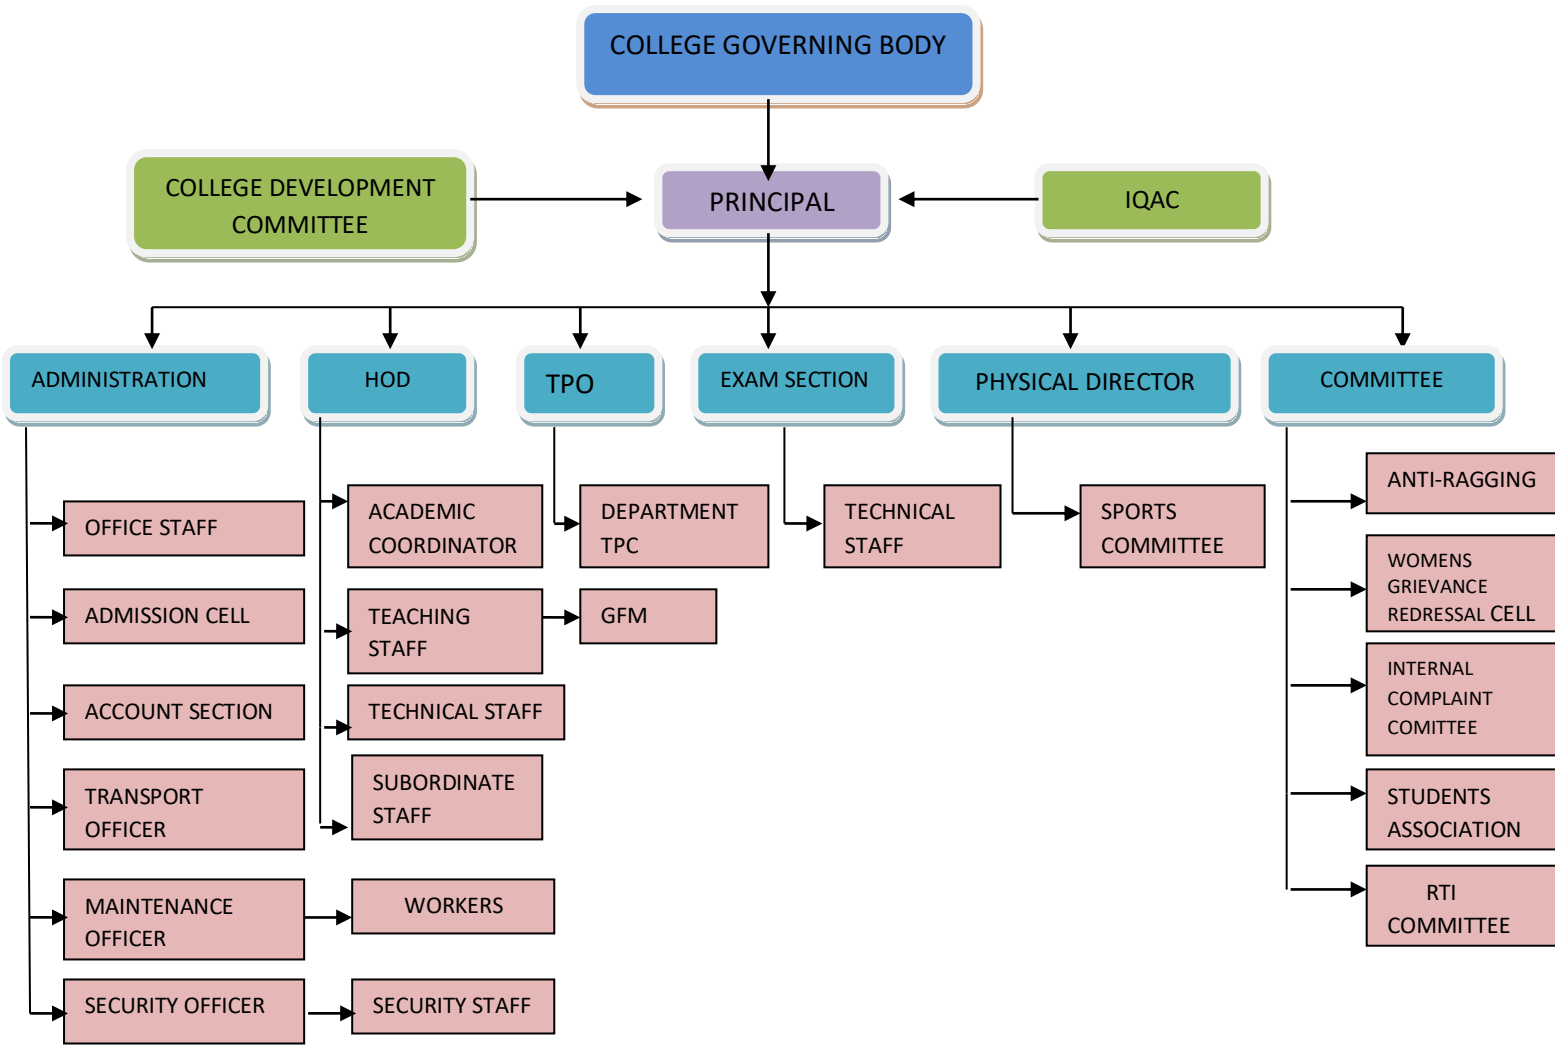 COLLEGE GOVERNING BODY
COLLEGE DEVELOPMENT
COMMITTEE
PRINCIPAL
IQAC
ADMINISTRATION
HOD
TPO
EXAM SECTION
PHYSICAL DIRECTOR
COMMITTEE
OFFICE STAFF
ADMISSION CELL
ACCOUNT SECTION
TRANSPORT
OFFICER
MAINTENANCE
OFFICER
WORKERS
SECURITY OFFICER
SECURITY STAFF
ACADEMIC
COORDINATOR
TEACHING
STAFF
GFM
TECHNICAL STAFF
SUBORDINATE
STAFF
DEPARTMENT
TPC
TECHNICAL
STAFF
SPORTS
COMMITTEE
ANTI-RAGGING
WOMENS
GRIEVANCE
REDRESSAL CELL
INTERNAL
COMPLAINT
COMITTEE
STUDENTS
ASSOCIATION
RTI
COMMITTEE